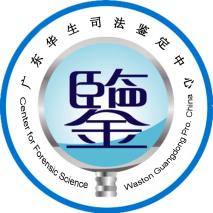 广东华生司法鉴定中心
鑒
Center for Forensic Science
Waston Guangdong Pro. China